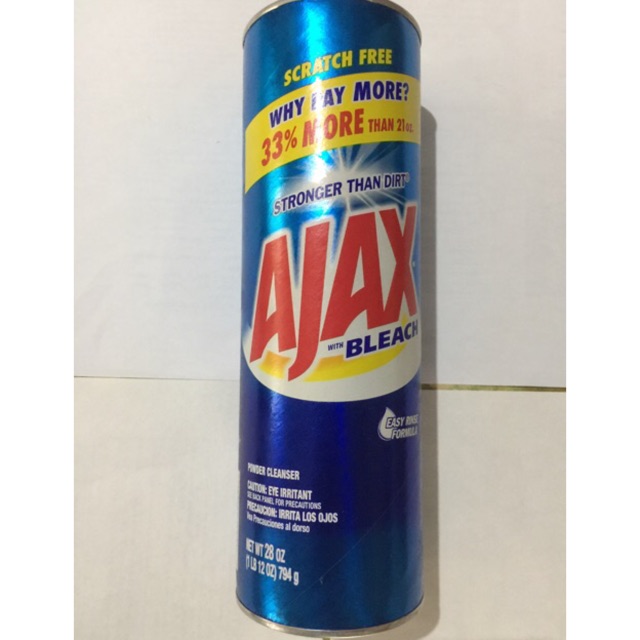 SCRATCH FREE
WHY PAY MORE?
33% MORE THAN 21 oz.
STRONGER THAN DIRT®
AJAX
WITH BLEACH
EASY RINSE
FORMULA
POWDER CLEANSER
CAUTION: EYE IRRITANT
SEE BACK PANEL FOR PRECAUTIONS
PRECAUCION: IRRITA LOS OJOS
Vea Precauciones al dorso
NET WT 28 OZ
(1 LB 12 OZ) 794 g